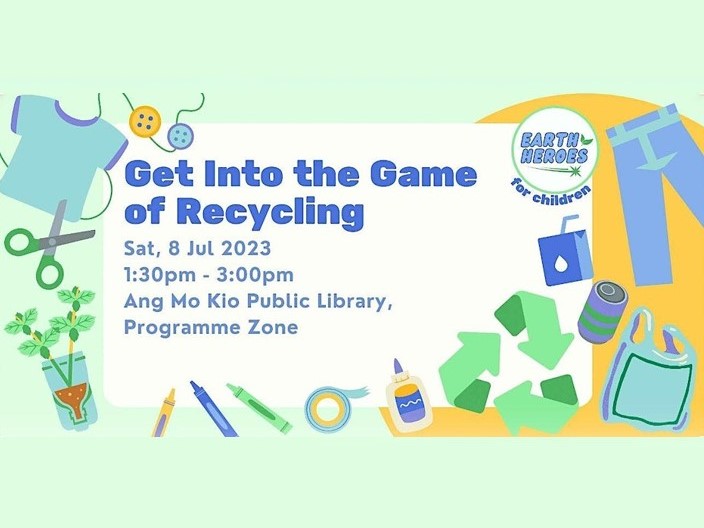 Get Into the Game
of Recycling
Sat, 8 Jul 2023
1:30pm - 3:00pm
Ang Mo Kio Public Library,
Programme Zone
EARTH
HEROES
for children